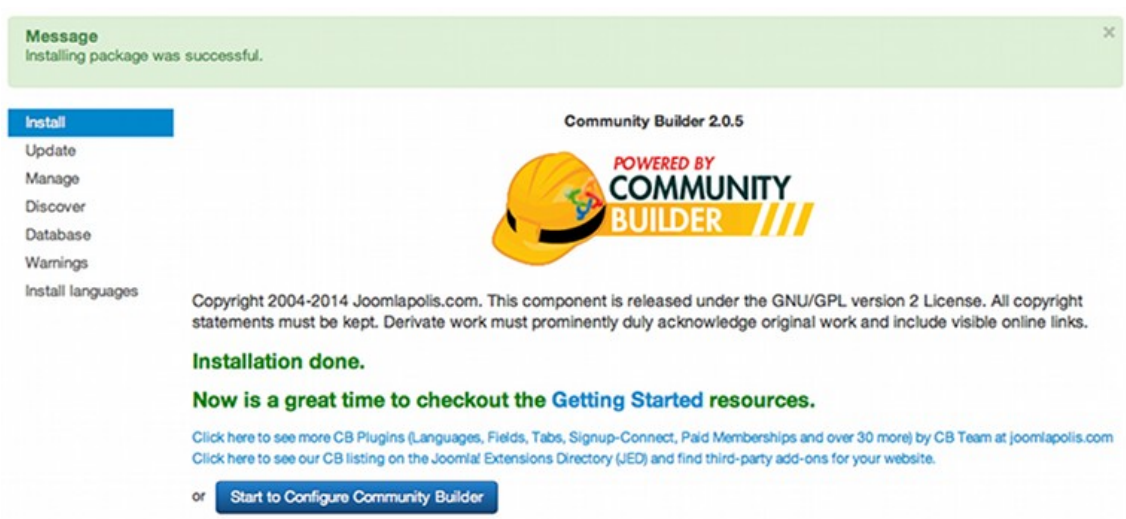 Message
Installing package was successful.
×
Install
Update
Manage
Discover
Database
Warnings
Install languages
Community Builder 2.0.5
POWERED BY
COMMUNITY
BUILDER
Copyright 2004-2014 Joomlapolis.com. This component is released under the GNU/GPL version 2 License. All copyright
statements must be kept. Derivate work must prominently duly acknowledge original work and include visible online links.
Installation done.
Now is a great time to checkout the Getting Started resources.
Click here to see more CB Plugins (Languages, Fields, Tabs, Signup-Connect, Paid Memberships and over 30 more) by CB Team at joomlapolis.com
Click here to see our CB listing on the Joomla! Extensions Directory (JED) and find third-party add-ons for your website.
or Start to Configure Community Builder